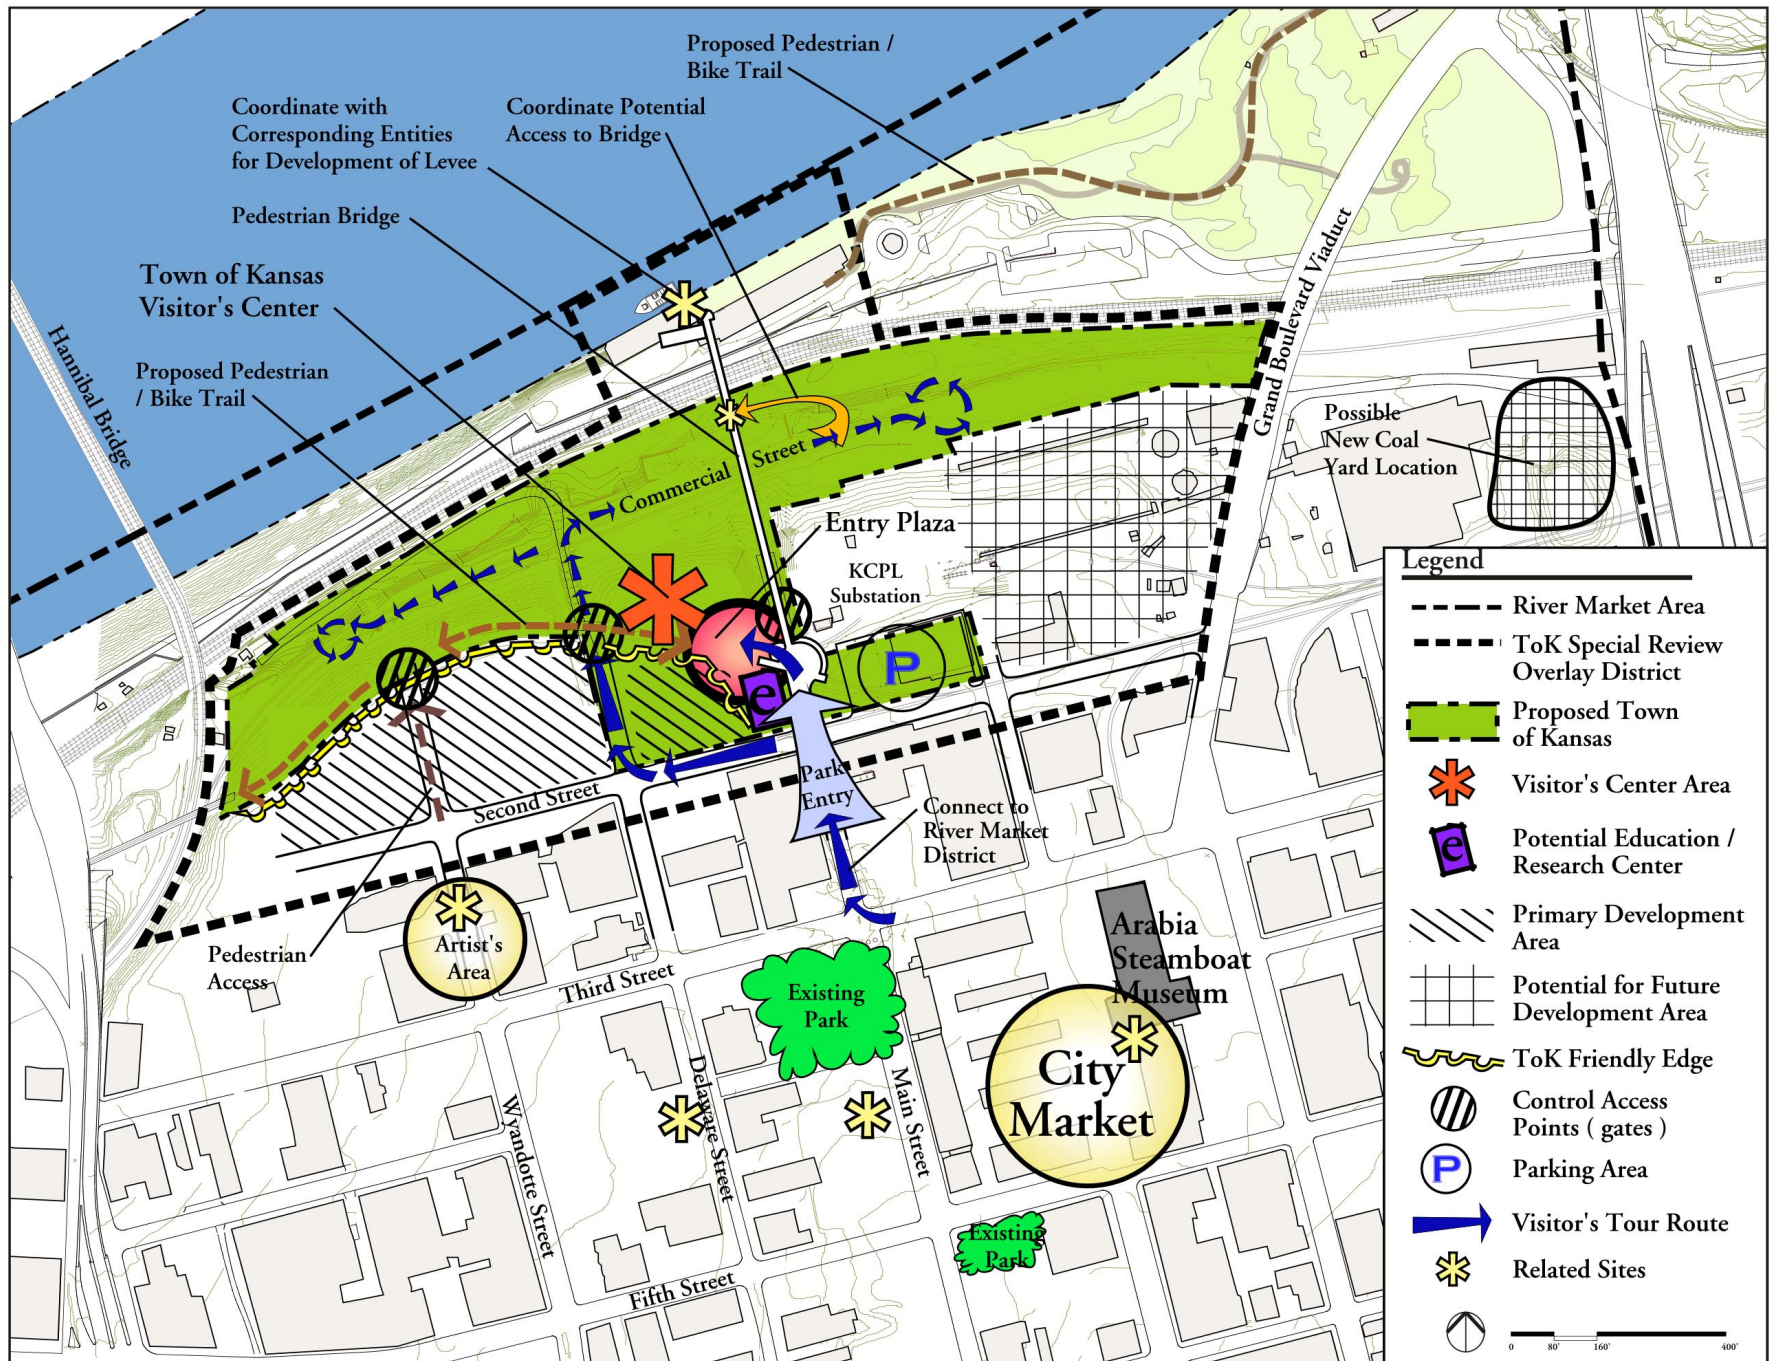 Proposed Pedestrian /
Bike Trail
Coordinate with
Corresponding Entities
for Development of Levee
Coordinate Potential
Access to Bridge
Pedestrian Bridge
Town of Kansas
Visitor's Center
Proposed Pedestrian
/ Bike Trail
Hannibal Bridge
Grand Boulevard Viaduct
Commercial Street
Possible
New Coal
Yard Location
Entry Plaza
KCPL
Substation
P
e
Park
Entry
Second Street
Connect to
River Market
District
Pedestrian
Access
Artist's
Area
Third Street
Existing
Park
Arabia
Steamboat
Museum
City
Market
Delaware Street
Main Street
Wyandotte Street
Existing
Park
Fifth Street
Legend
River Market Area
ToK Special Review
Overlay District
Proposed Town
of Kansas
Visitor's Center Area
e
Potential Education /
Research Center
Primary Development
Area
Potential for Future
Development Area
ToK Friendly Edge
Control Access
Points ( gates )
P
Parking Area
Visitor's Tour Route
Related Sites
0 80' 160' 400'